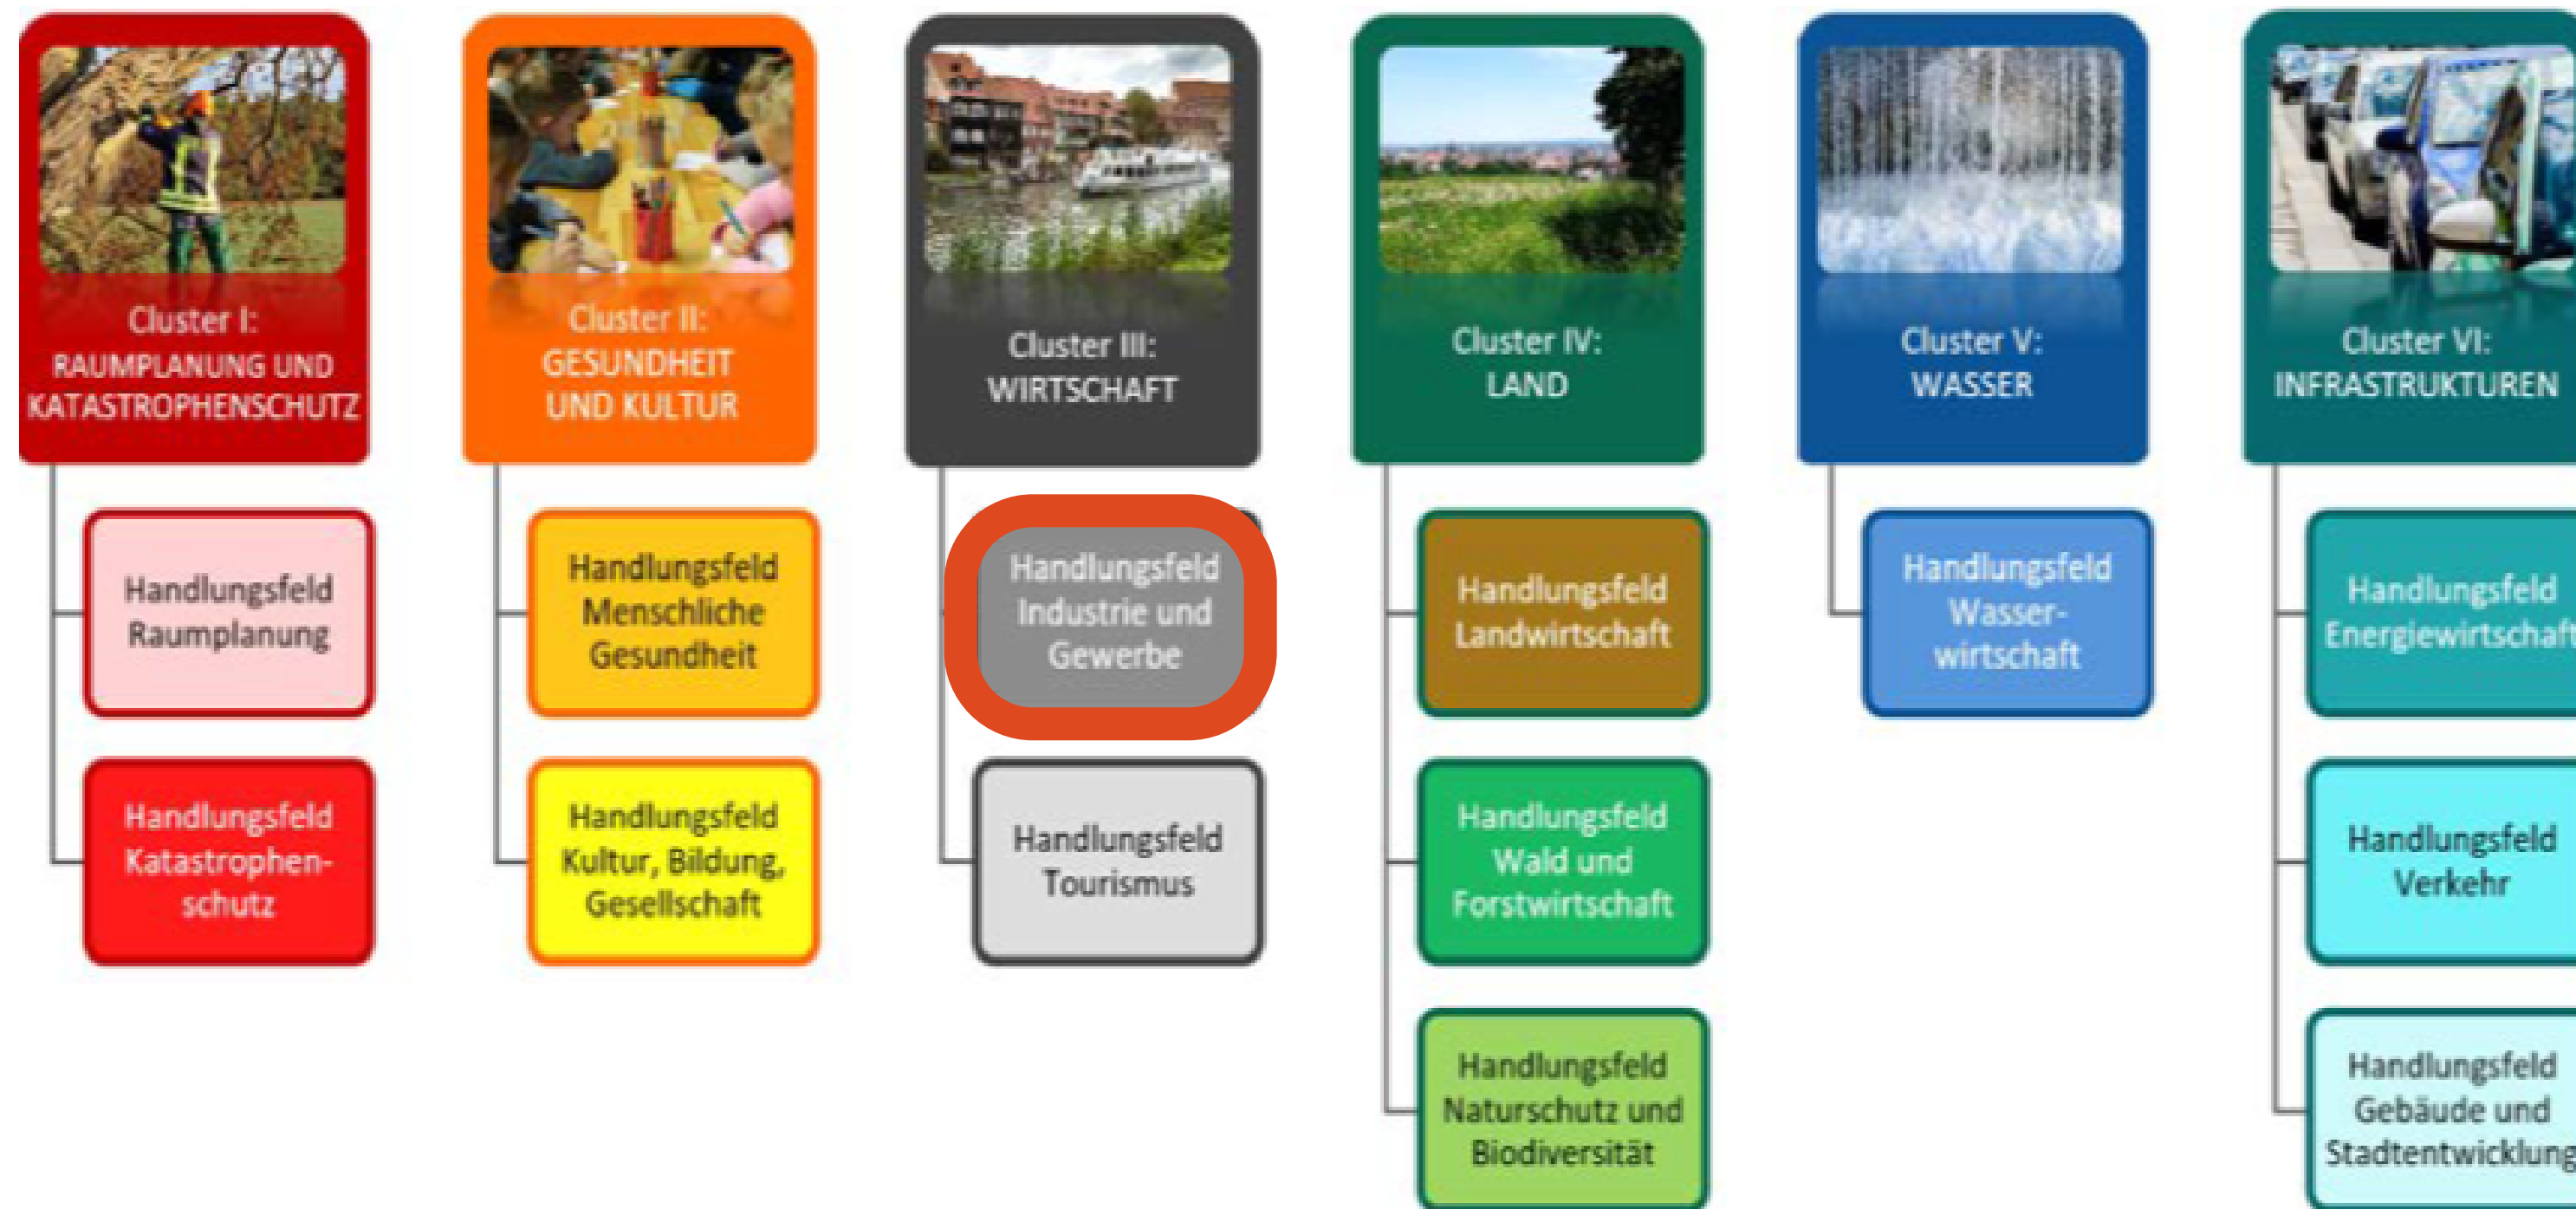 Cluster I:
RAUMPLANUNG UND
KATASTROPHENSCHUTZ
Handlungsfeld
Raumplanung
Handlungsfeld
Katastrophen-
schutz
Cluster II:
GESUNDHEIT
UND KULTUR
Handlungsfeld
Menschliche
Gesundheit
Handlungsfeld
Kultur, Bildung,
Gesellschaft
Cluster III:
WIRTSCHAFT
Handlungsfeld
Industrie und
Gewerbe
Handlungsfeld
Tourismus
Cluster IV:
LAND
Handlungsfeld
Landwirtschaft
Handlungsfeld
Wald und
Forstwirtschaft
Handlungsfeld
Naturschutz und
Biodiversität
Cluster V:
WASSER
Handlungsfeld
Wasser-
wirtschaft
Cluster VI:
INFRASTRUKTUREN
Handlungsfeld
Energiewirtschaft
Handlungsfeld
Verkehr
Handlungsfeld
Gebäude und
Stadtentwicklung